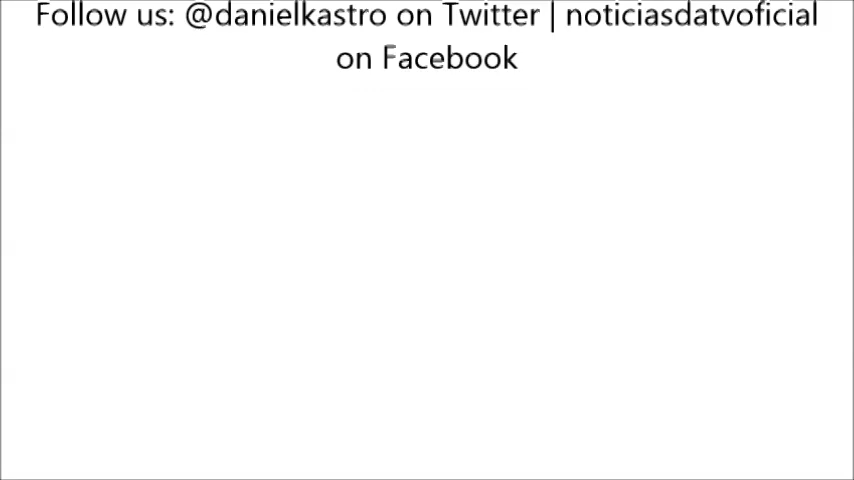 Follow us: @danielkastro on Twitter | noticiasdatvoficial
on Facebook